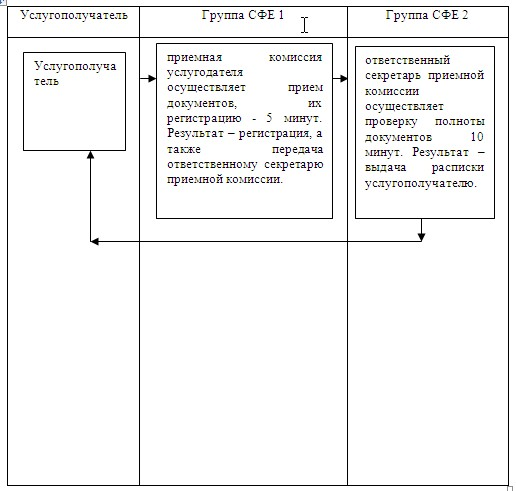 Услугополучатель
Группа СФЕ 1
Группа СФЕ 2
Услугополуча
тель
приемная комиссия
услугодателя
осуществляет прием
документов, их
регистрацию - 5 минут.
Результат – регистрация, а
также передача
ответственному секретарю
приемной комиссии.
ответственный
секретарь приемной
комиссии
осуществляет
проверку полноты
документов 10
минут. Результат –
выдача расписки
услугополучателю.